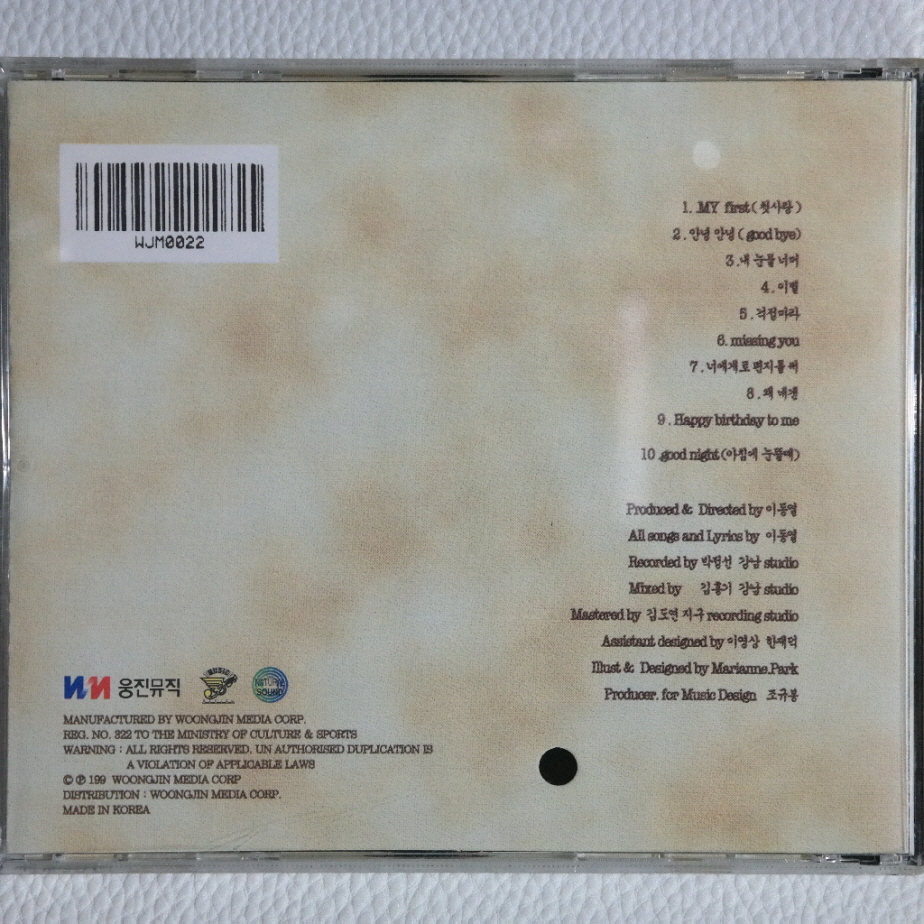 WJM0022
1. MY first (첫사랑)
2. 안녕 안녕 (good bye)
3. 내 눈물 너머
4. 이별
5. 걱정마라
6. missing you
7. 너에게로 편지를 써
8. 왜 내겐
9. Happy birthday to me
10 good night (아침에 눈뜰때)
Produced & Directed by 이동열
All songs and Lyrics by 이동열
Recorded by 박범선 강남 studio
Mixed by 김홍기 강남 studio
Mastered by 김도연 지구 recording studio
Assistant designed by 이영상 한재덕
Illust & Designed by Marianne.Park
Producer. for Music Design 조규봉
웅진뮤직
NATURE SOUND
MANUFACTURED BY WOONGJIN MEDIA CORP.
REG. NO. 322 TO THE MINISTRY OF CULTURE & SPORTS
WARNING : ALL RIGHTS RESERVED. UN AUTHORISED DUPLICATION IS
A VIOLATION OF APPLICABLE LAWS
© ℗ 199 WOONGJIN MEDIA CORP
DISTRIBUTION : WOONGJIN MEDIA CORP.
MADE IN KOREA